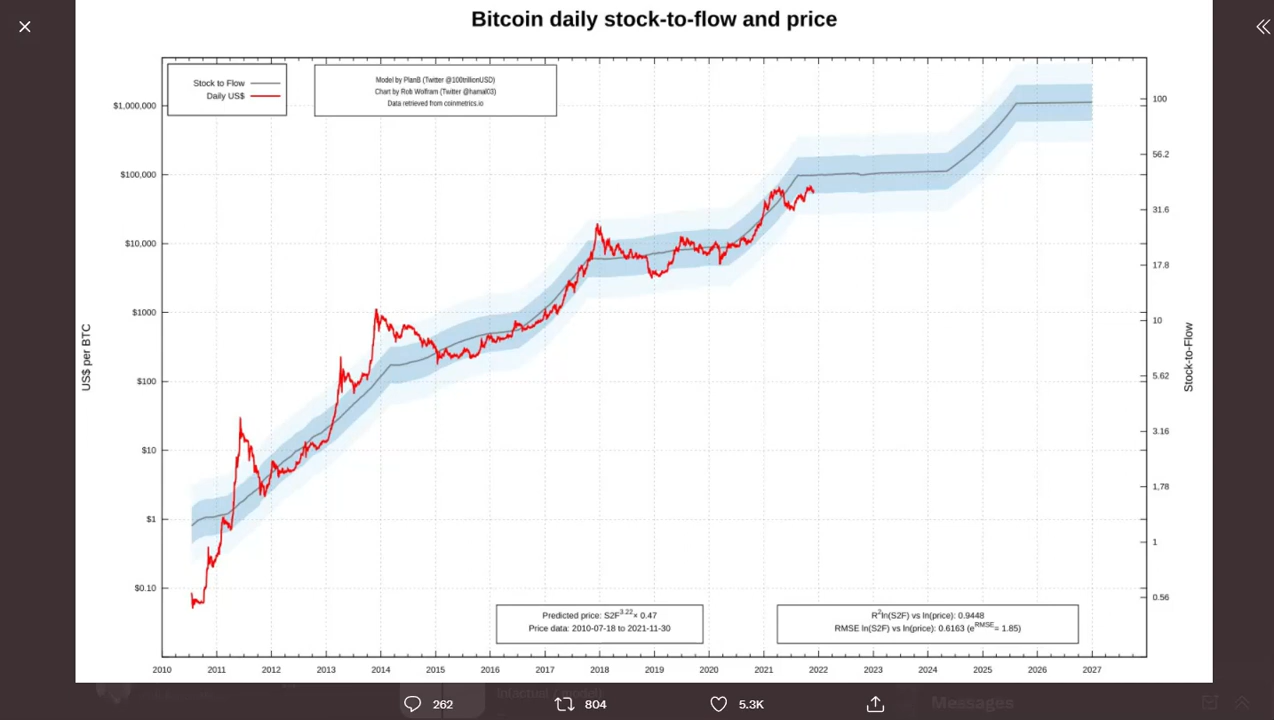 Bitcoin daily stock-to-flow and price
Stock to Flow
Daily US$
Model by PlanB (Twitter @100trillionUSD)
Chart by Rob Wolfram (Twitter @hamal03)
Data retrieved from coinmetrics.io
US$ per BTC
$1,000,000
$100,000
$10,000
$1000
$100
$10
$1
$0.10
100
56.2
31.6
17.8
10
5.62
3.16
1.78
1
0.56
Stock-to-Flow
Predicted price: S2F^3.22 × 0.47
Price data: 2010-07-18 to 2021-11-30
R²ln(S2F) vs ln(price): 0.9448
RMSE ln(S2F) vs ln(price): 0.6163 (e^RMSE = 1.85)
2010 2011 2012 2013 2014 2015 2016 2017 2018 2019 2020 2021 2022 2023 2024 2025 2026 2027
ln(actual / model)
262 804 5.3K
Messages